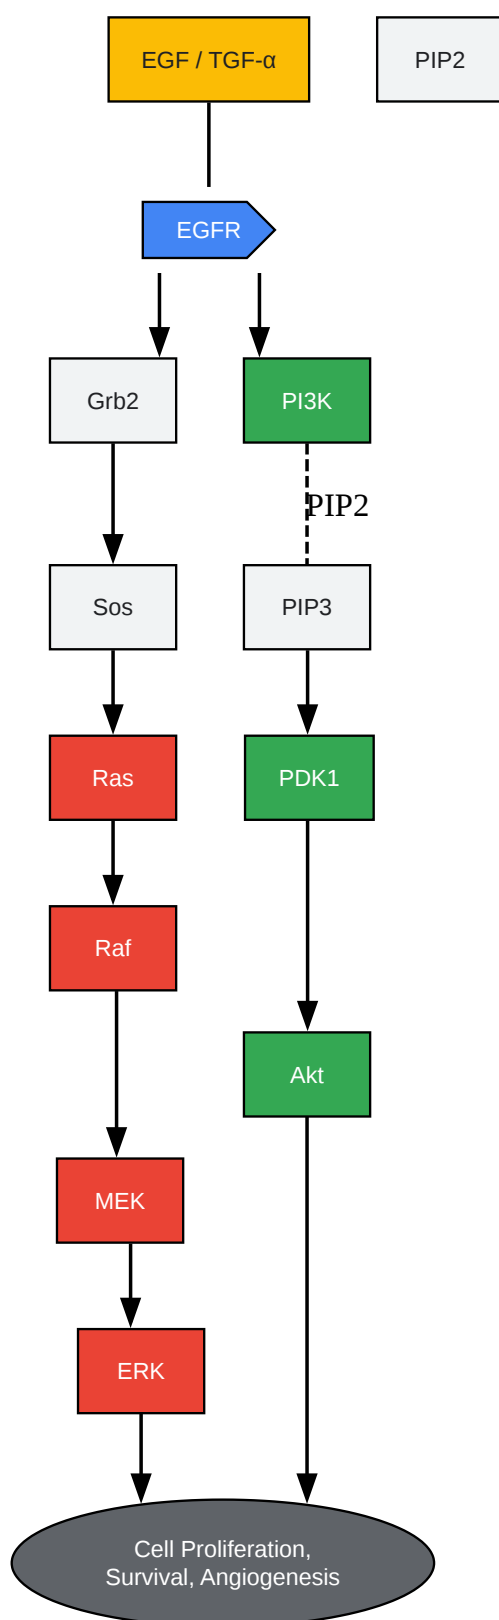 EGF / TGF-α
PIP2
EGFR
Grb2
PI3K
PIP2
Sos
PIP3
Ras
PDK1
Raf
Akt
MEK
ERK
Cell Proliferation,
Survival, Angiogenesis